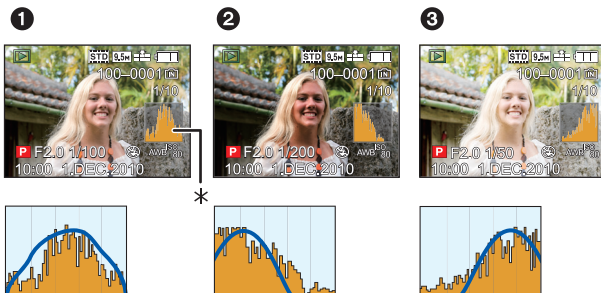 1 2 3
STD 9.5M
100–0001 IN
1/10
P F2.0 1/100 AWB ISO 80
10:00 1.DEC.2010
*
STD 9.5M
100–0001 IN
1/10
P F2.0 1/200 AWB ISO 80
10:00 1.DEC.2010
STD 9.5M
100–0001 IN
1/10
P F2.0 1/50 AWB ISO 80
10:00 1.DEC.2010